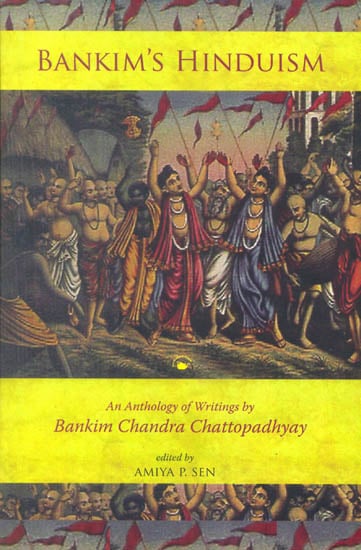 BANKIM'S HINDUISM
An Anthology of Writings by
Bankim Chandra Chattopadhyay
edited by
AMIYA P. SEN